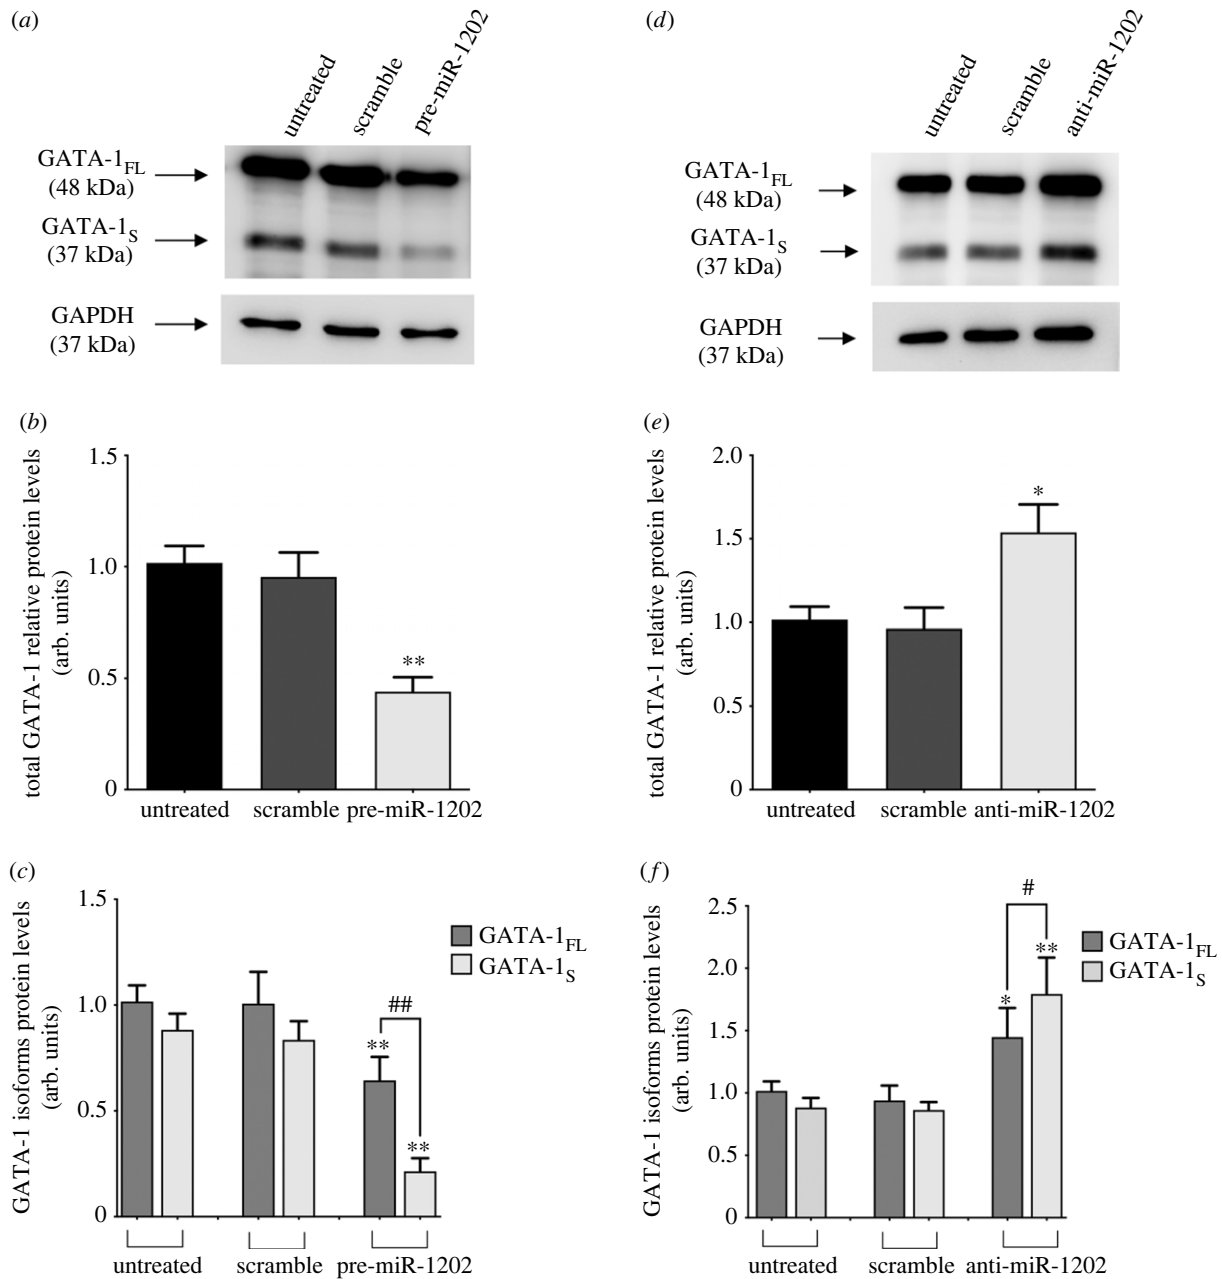 (a)
untreated
scramble
pre-miR-1202
GATA-1FL
(48 kDa)
GATA-1S
(37 kDa)
GAPDH
(37 kDa)
(d)
untreated
scramble
anti-miR-1202
GATA-1FL
(48 kDa)
GATA-1S
(37 kDa)
GAPDH
(37 kDa)
(b)
total GATA-1 relative protein levels
(arb. units)
1.5
1.0
0.5
0
**
untreated
scramble
pre-miR-1202
(e)
total GATA-1 relative protein levels
(arb. units)
2.0
1.5
1.0
0.5
0
*
untreated
scramble
anti-miR-1202
(c)
GATA-1 isoforms protein levels
(arb. units)
1.5
1.0
0.5
0
##
**
**
GATA-1FL
GATA-1S
untreated
scramble
pre-miR-1202
(f)
GATA-1 isoforms protein levels
(arb. units)
2.5
2.0
1.5
1.0
0.5
0
#
*
**
GATA-1FL
GATA-1S
untreated
scramble
anti-miR-1202